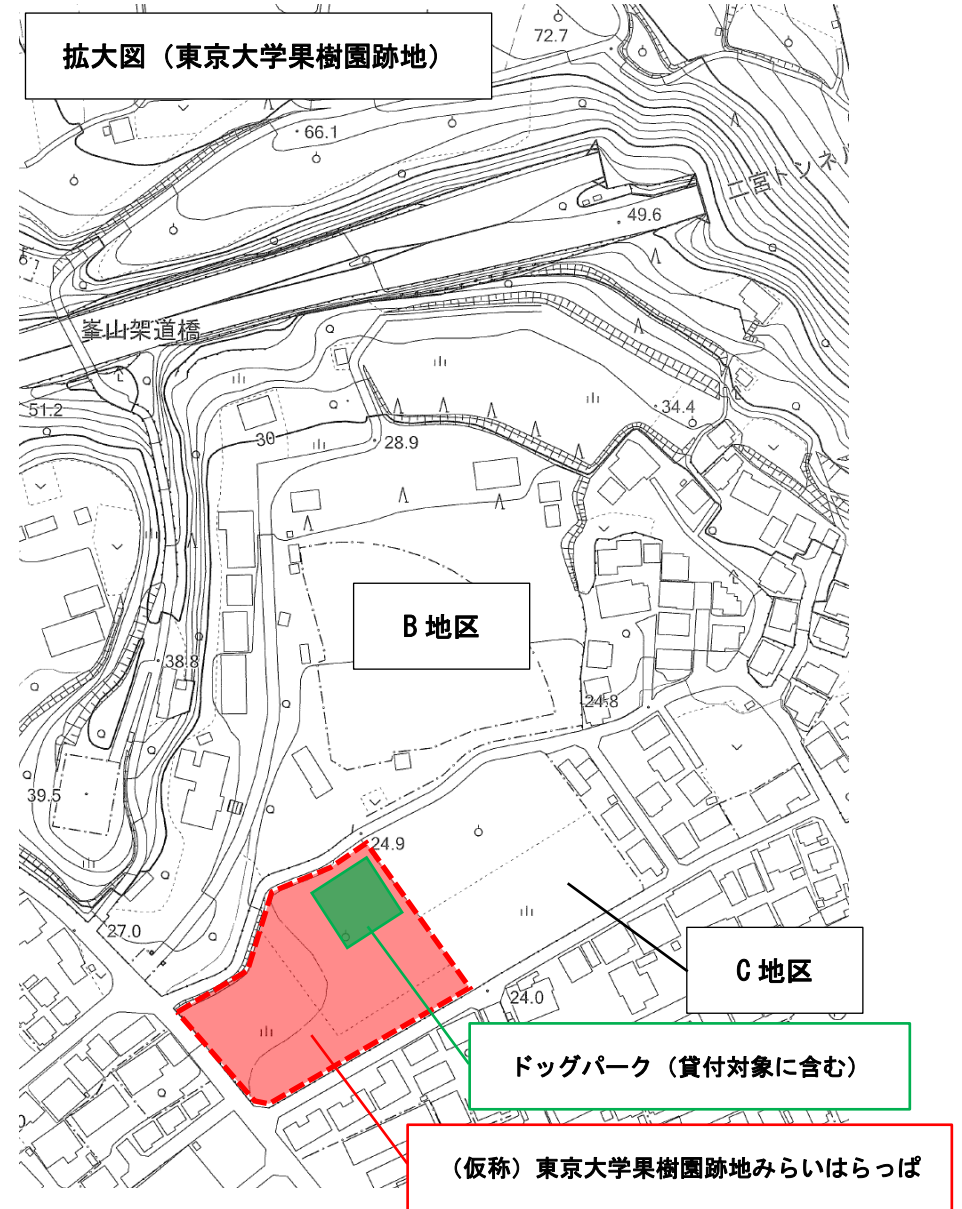 拡大図（東京大学果樹園跡地）
72.7
66.1
二宮トンネル
49.6
峯山架道橋
51.2
34.4
30
28.9
B 地区
38.8
24.8
39.5
24.9
27.0
C 地区
24.0
ドッグパーク（貸付対象に含む）
（仮称）東京大学果樹園跡地みらいはらっぱ